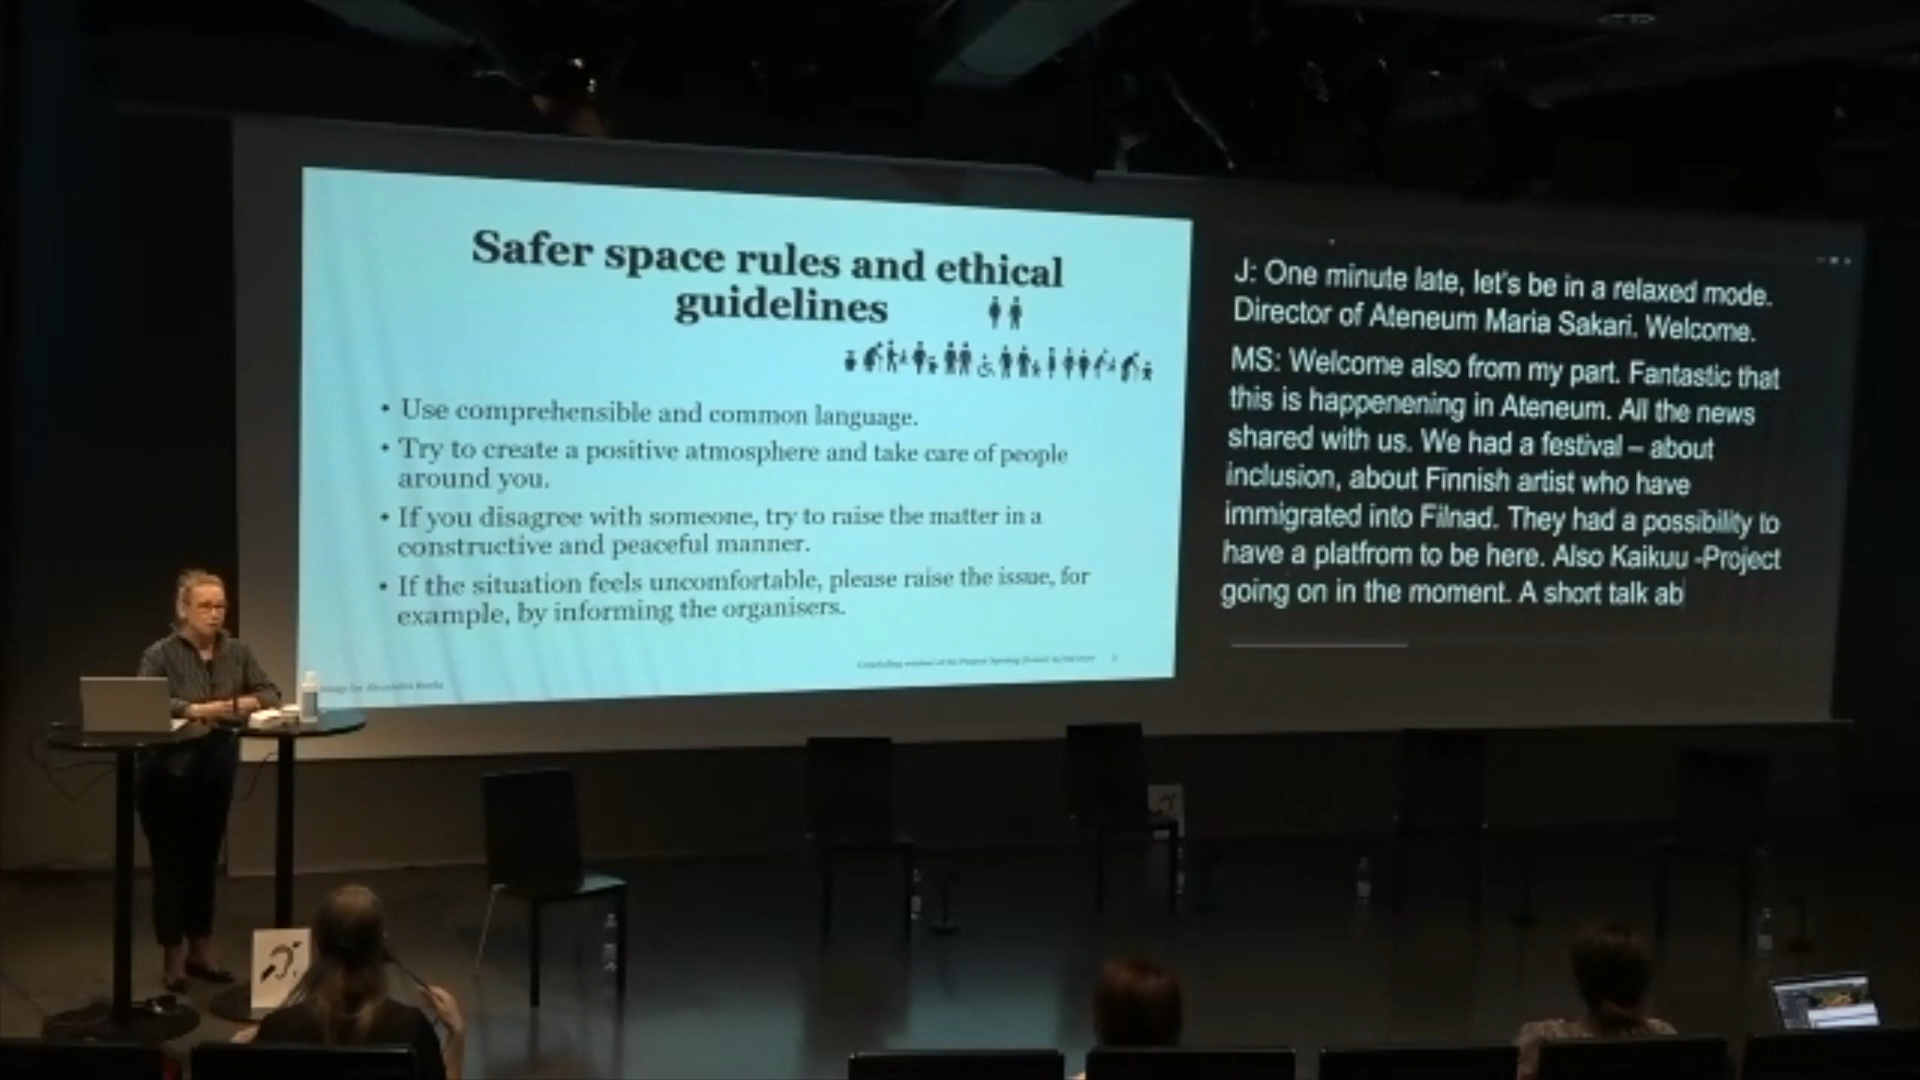 Safer space rules and ethical
guidelines
• Use comprehensible and common language.
• Try to create a positive atmosphere and take care of people
around you.
• If you disagree with someone, try to raise the matter in a
constructive and peaceful manner.
• If the situation feels uncomfortable, please raise the issue, for
example, by informing the organisers.
J: One minute late, let's be in a relaxed mode.
Director of Ateneum Maria Sakari. Welcome.
MS: Welcome also from my part. Fantastic that
this is happenening in Ateneum. All the news
shared with us. We had a festival – about
inclusion, about Finnish artist who have
immigrated into Filnad. They had a possibility to
have a platfrom to be here. Also Kaikuu -Project
going on in the moment. A short talk ab